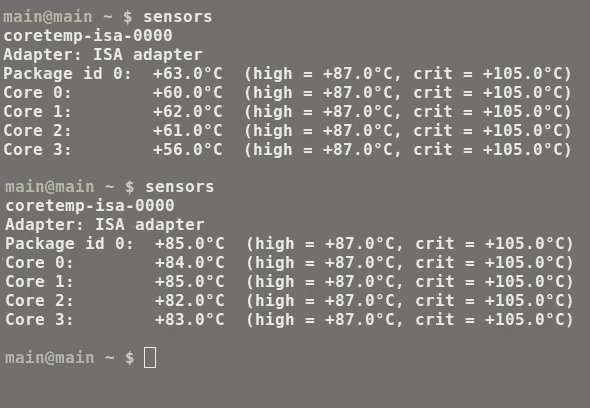 main@main ~ $ sensors
coretemp-isa-0000
Adapter: ISA adapter
Package id 0:  +63.0°C  (high = +87.0°C, crit = +105.0°C)
Core 0:        +60.0°C  (high = +87.0°C, crit = +105.0°C)
Core 1:        +62.0°C  (high = +87.0°C, crit = +105.0°C)
Core 2:        +61.0°C  (high = +87.0°C, crit = +105.0°C)
Core 3:        +56.0°C  (high = +87.0°C, crit = +105.0°C)

main@main ~ $ sensors
coretemp-isa-0000
Adapter: ISA adapter
Package id 0:  +85.0°C  (high = +87.0°C, crit = +105.0°C)
Core 0:        +84.0°C  (high = +87.0°C, crit = +105.0°C)
Core 1:        +85.0°C  (high = +87.0°C, crit = +105.0°C)
Core 2:        +82.0°C  (high = +87.0°C, crit = +105.0°C)
Core 3:        +83.0°C  (high = +87.0°C, crit = +105.0°C)

main@main ~ $